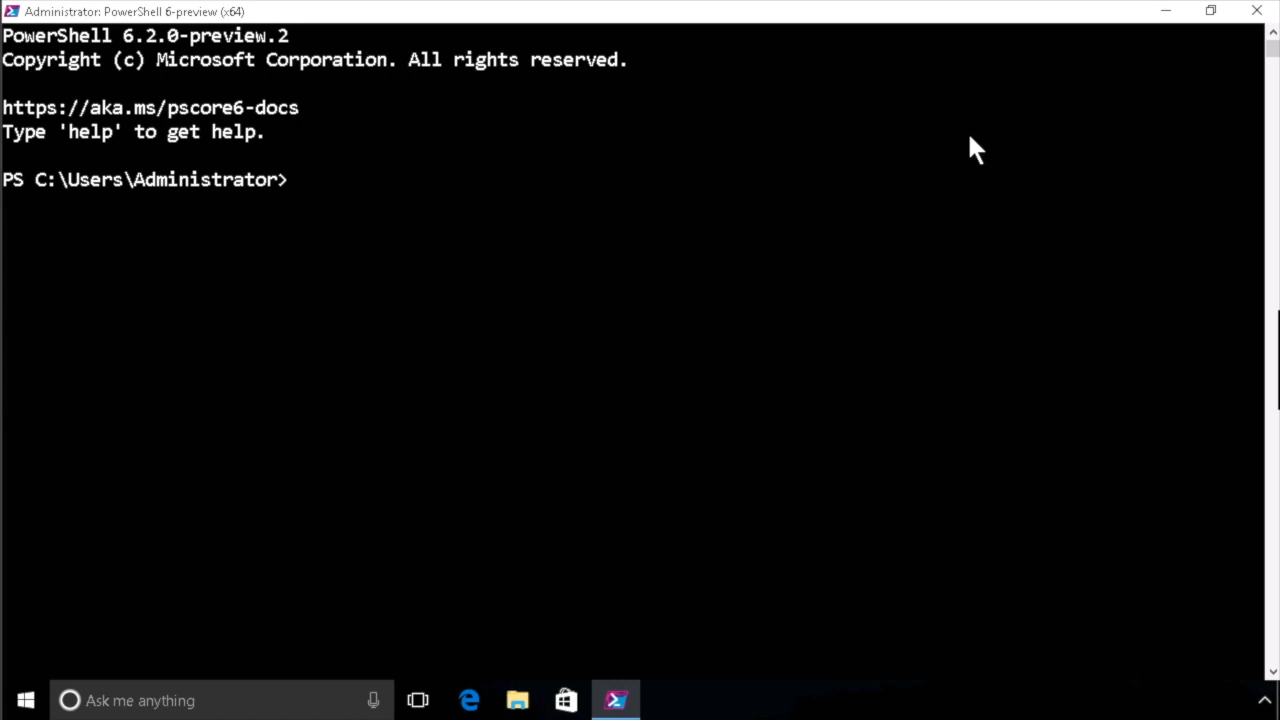 Administrator: PowerShell 6-preview (x64)
PowerShell 6.2.0-preview.2
Copyright (c) Microsoft Corporation. All rights reserved.
https://aka.ms/pscore6-docs
Type 'help' to get help.
PS C:\Users\Administrator>
Ask me anything